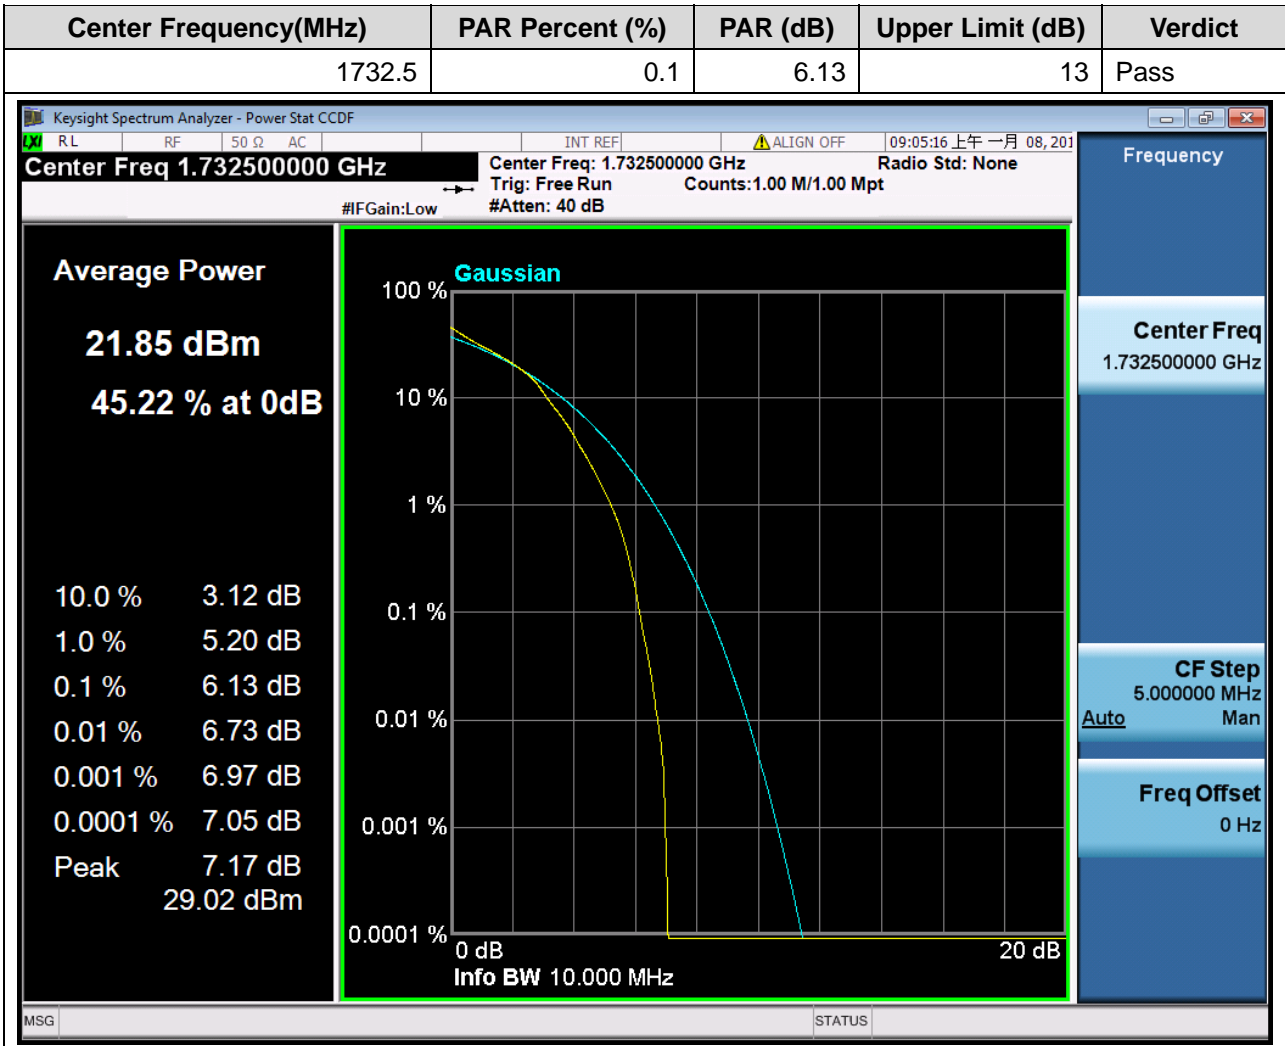 Center Frequency(MHz) PAR Percent (%) PAR (dB) Upper Limit (dB) Verdict
1732.5 0.1 6.13 13 Pass
Keysight Spectrum Analyzer - Power Stat CCDF
LXI RL RF 50 Ω AC INT REF ALIGN OFF 09:05:16 上午 一月 08, 201
Center Freq 1.732500000 GHz
Center Freq: 1.732500000 GHz Radio Std: None
Trig: Free Run Counts:1.00 M/1.00 Mpt
#IFGain:Low #Atten: 40 dB
Frequency
Average Power
21.85 dBm
45.22 % at 0dB
10.0 % 3.12 dB
1.0 % 5.20 dB
0.1 % 6.13 dB
0.01 % 6.73 dB
0.001 % 6.97 dB
0.0001 % 7.05 dB
Peak 7.17 dB
29.02 dBm
Gaussian
100 %
10 %
1 %
0.1 %
0.01 %
0.001 %
0.0001 %
0 dB 20 dB
Info BW 10.000 MHz
Center Freq
1.732500000 GHz
CF Step
5.000000 MHz
Auto Man
Freq Offset
0 Hz
MSG STATUS